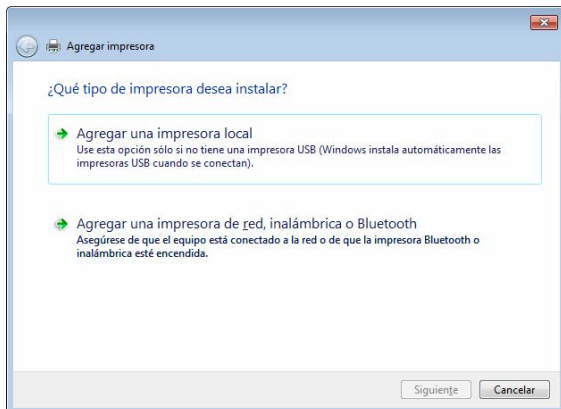 Agregar impresora
¿Qué tipo de impresora desea instalar?
Agregar una impresora local
Use esta opción sólo si no tiene una impresora USB (Windows instala automáticamente las
impresoras USB cuando se conectan).
Agregar una impresora de red, inalámbrica o Bluetooth
Asegúrese de que el equipo está conectado a la red o de que la impresora Bluetooth o
inalámbrica esté encendida.
Siguiente
Cancelar